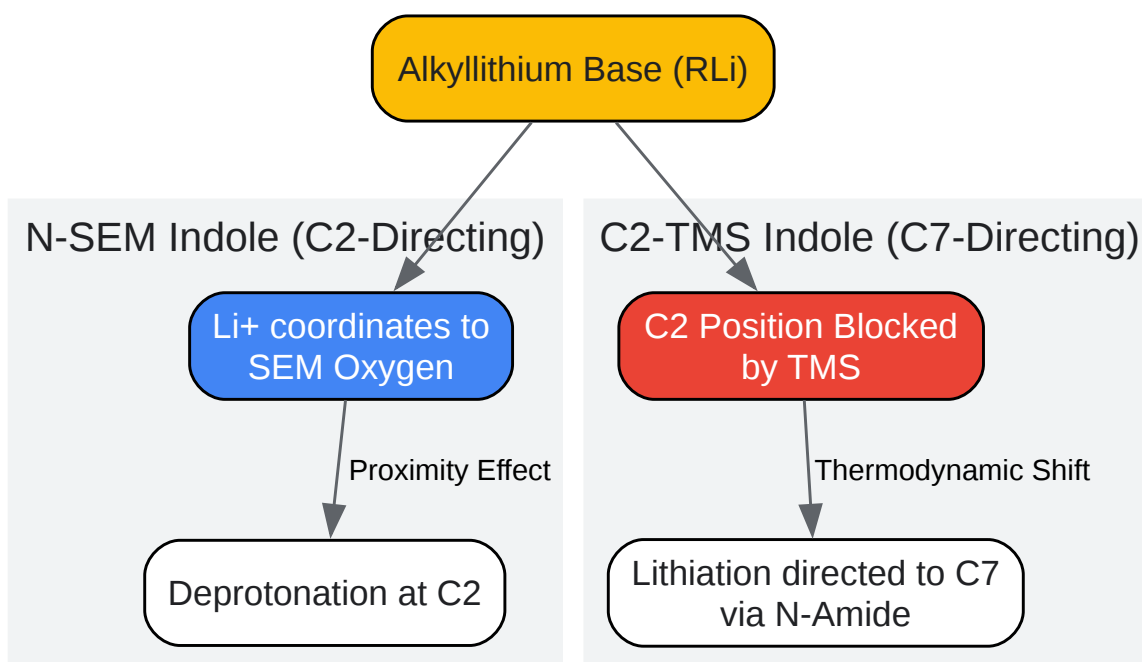 Alkyllithium Base (RLi)
N-SEM Indole (C2-Directing)
C2-TMS Indole (C7-Directing)
Li+ coordinates to
SEM Oxygen
C2 Position Blocked
by TMS
Proximity Effect
Thermodynamic Shift
Deprotonation at C2
Lithiation directed to C7
via N-Amide